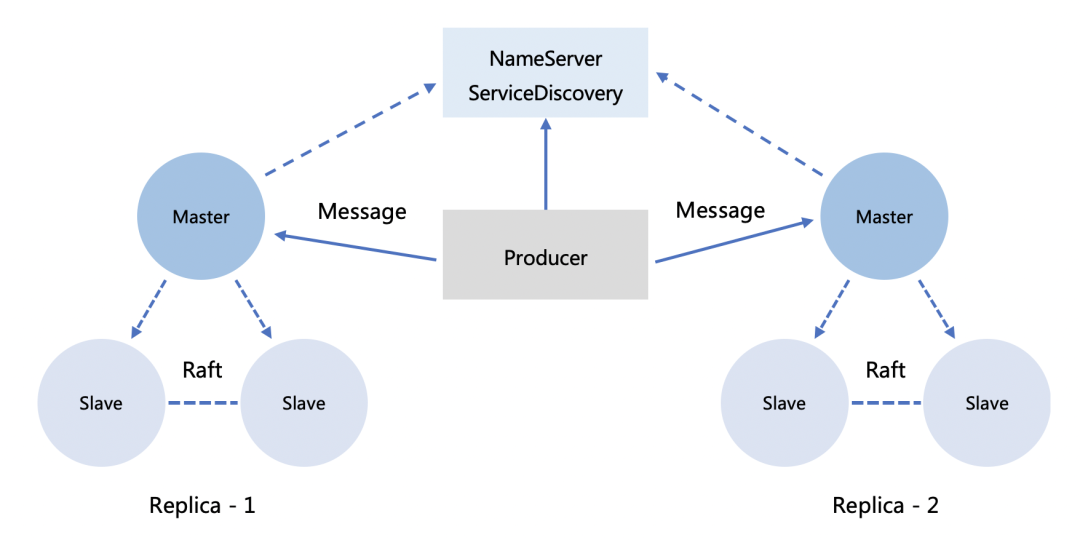 NameServer
ServiceDiscovery
Master
Message
Producer
Message
Master
Slave
Raft
Slave
Slave
Raft
Slave
Replica - 1
Replica - 2